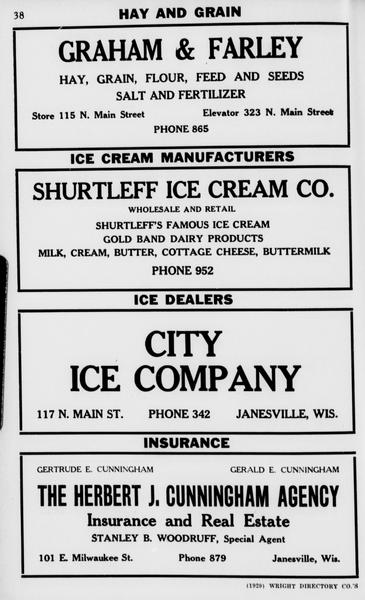 38
HAY AND GRAIN
GRAHAM & FARLEY
HAY, GRAIN, FLOUR, FEED AND SEEDS
SALT AND FERTILIZER
Store 115 N. Main Street Elevator 323 N. Main Street
PHONE 865
ICE CREAM MANUFACTURERS
SHURTLEFF ICE CREAM CO.
WHOLESALE AND RETAIL
SHURTLEFF'S FAMOUS ICE CREAM
GOLD BAND DAIRY PRODUCTS
MILK, CREAM, BUTTER, COTTAGE CHEESE, BUTTERMILK
PHONE 952
ICE DEALERS
CITY
ICE COMPANY
117 N. MAIN ST. PHONE 342 JANESVILLE, WIS.
INSURANCE
GERTRUDE E. CUNNINGHAM GERALD E. CUNNINGHAM
THE HERBERT J. CUNNINGHAM AGENCY
Insurance and Real Estate
STANLEY B. WOODRUFF, Special Agent
101 E. Milwaukee St. Phone 879 Janesville, Wis.
(1929) WRIGHT DIRECTORY CO.'S